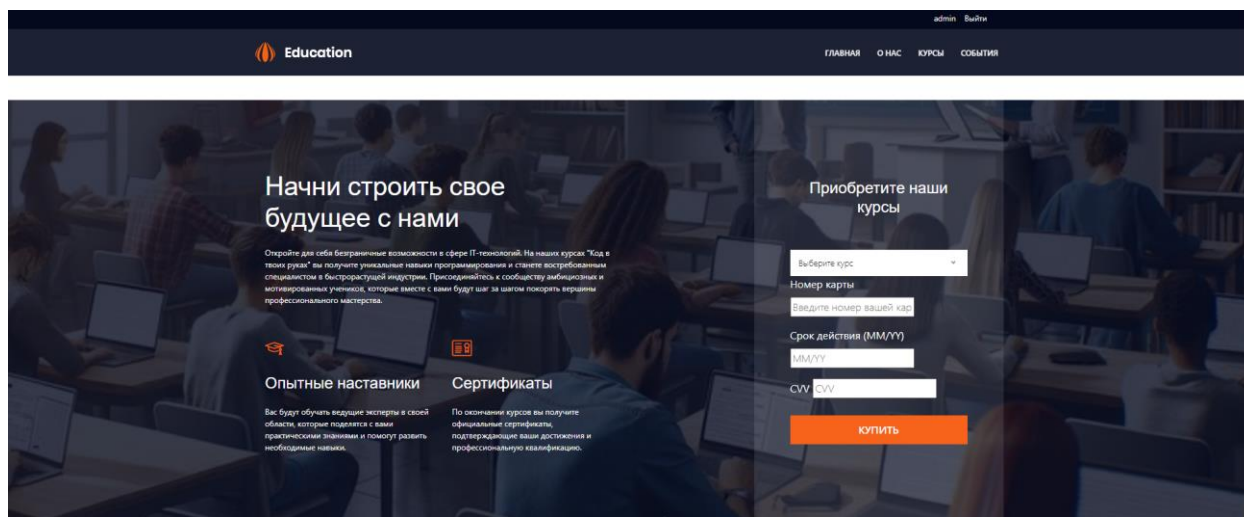 admin Выйти
Education
ГЛАВНАЯ О НАС КУРСЫ СОБЫТИЯ
Начни строить свое
будущее с нами
Откройте для себя безграничные возможности в сфере IT-технологий. На наших курсах "Код в
твоих руках" вы получите уникальные навыки программирования и станете востребованным
специалистом в быстрорастущей индустрии. Присоединяйтесь к сообществу амбициозных и
мотивированных учеников, которые вместе с вами будут шаг за шагом покорять вершины
профессионального мастерства.
Опытные наставники
Вас будут обучать ведущие эксперты в своей
области, которые поделятся с вами
практическими знаниями и помогут развить
необходимые навыки.
Сертификаты
По окончании курсов вы получите
официальные сертификаты,
подтверждающие ваши достижения и
профессиональную квалификацию.
Приобретите наши
курсы
Выберите курс
Номер карты
Введите номер вашей кар
Срок действия (MM/YY)
MM/YY
CVV CVV
КУПИТЬ